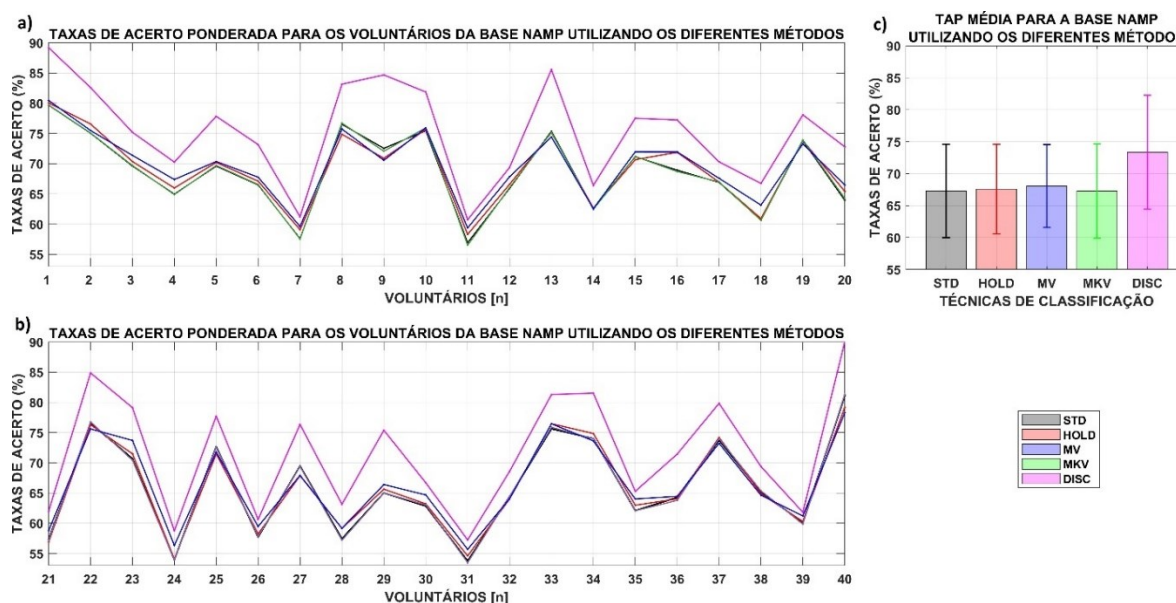 a)
TAXAS DE ACERTO PONDERADA PARA OS VOLUNTÁRIOS DA BASE NAMP UTILIZANDO OS DIFERENTES MÉTODOS
TAXAS DE ACERTO (%)
90
85
80
75
70
65
60
55
1 2 3 4 5 6 7 8 9 10 11 12 13 14 15 16 17 18 19 20
VOLUNTÁRIOS [n]
b)
TAXAS DE ACERTO PONDERADA PARA OS VOLUNTÁRIOS DA BASE NAMP UTILIZANDO OS DIFERENTES MÉTODOS
TAXAS DE ACERTO (%)
90
85
80
75
70
65
60
55
21 22 23 24 25 26 27 28 29 30 31 32 33 34 35 36 37 38 39 40
VOLUNTÁRIOS [n]
c)
TAP MÉDIA PARA A BASE NAMP
UTILIZANDO OS DIFERENTES MÉTODO
TAXAS DE ACERTO (%)
90
85
80
75
70
65
60
55
STD HOLD MV MKV DISC
TÉCNICAS DE CLASSIFICAÇÃO
STD
HOLD
MV
MKV
DISC